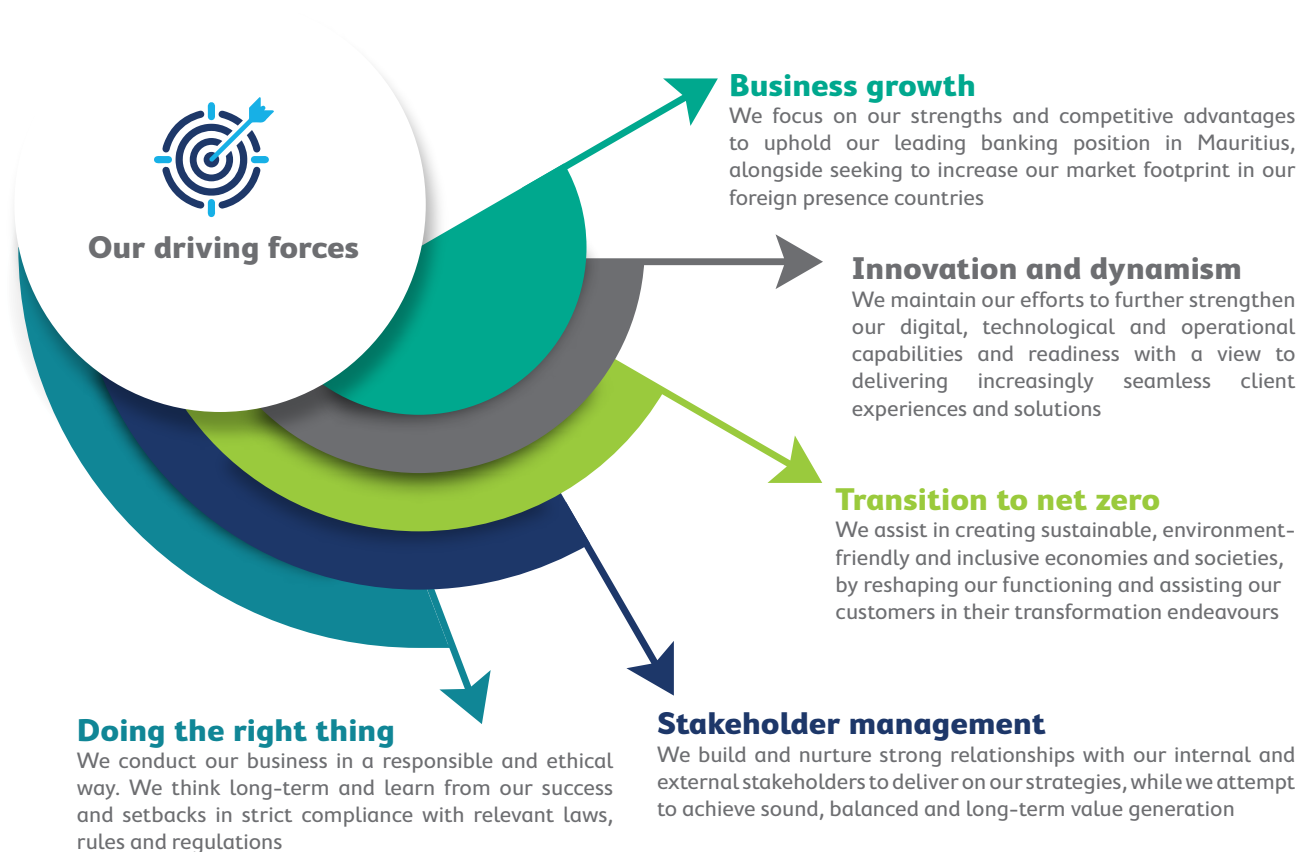 Our driving forces
Business growth
We focus on our strengths and competitive advantages
to uphold our leading banking position in Mauritius,
alongside seeking to increase our market footprint in our
foreign presence countries
Innovation and dynamism
We maintain our efforts to further strengthen
our digital, technological and operational
capabilities and readiness with a view to
delivering increasingly seamless client
experiences and solutions
Transition to net zero
We assist in creating sustainable, environment-
friendly and inclusive economies and societies,
by reshaping our functioning and assisting our
customers in their transformation endeavours
Stakeholder management
We build and nurture strong relationships with our internal and
external stakeholders to deliver on our strategies, while we attempt
to achieve sound, balanced and long-term value generation
Doing the right thing
We conduct our business in a responsible and ethical
way. We think long-term and learn from our success
and setbacks in strict compliance with relevant laws,
rules and regulations